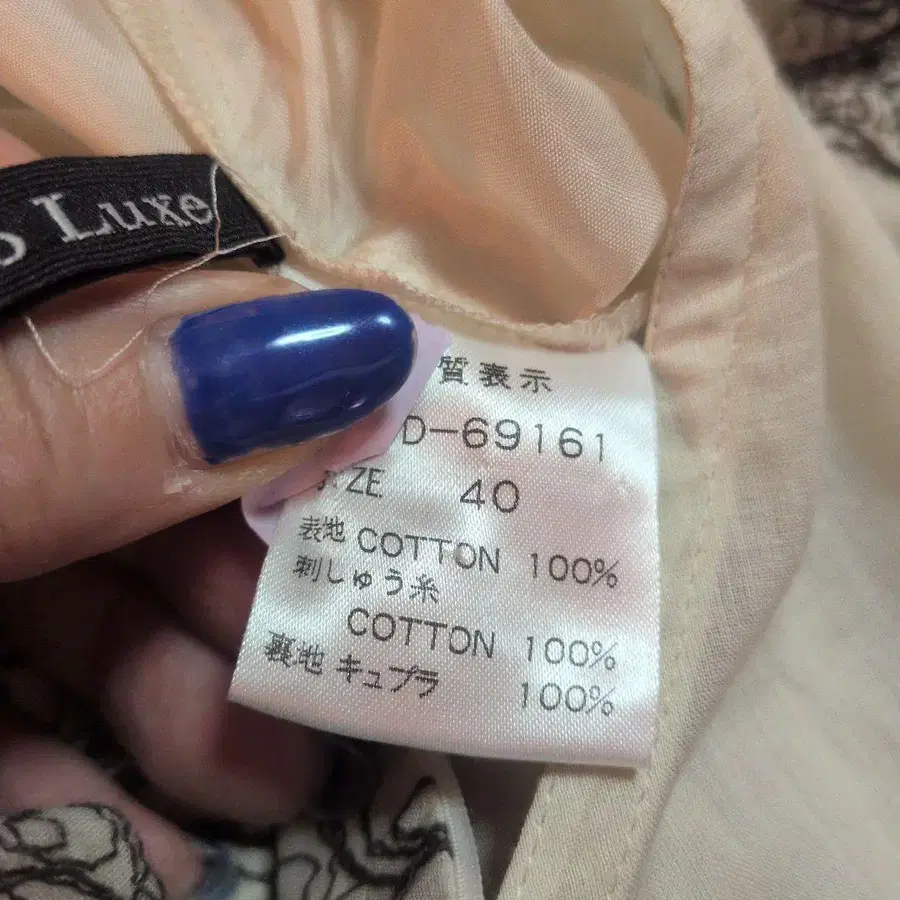 Luxe
質表示
D-69161
ZE 40
表地 COTTON 100%
刺しゅう糸
COTTON 100%
裏地 キュプラ 100%